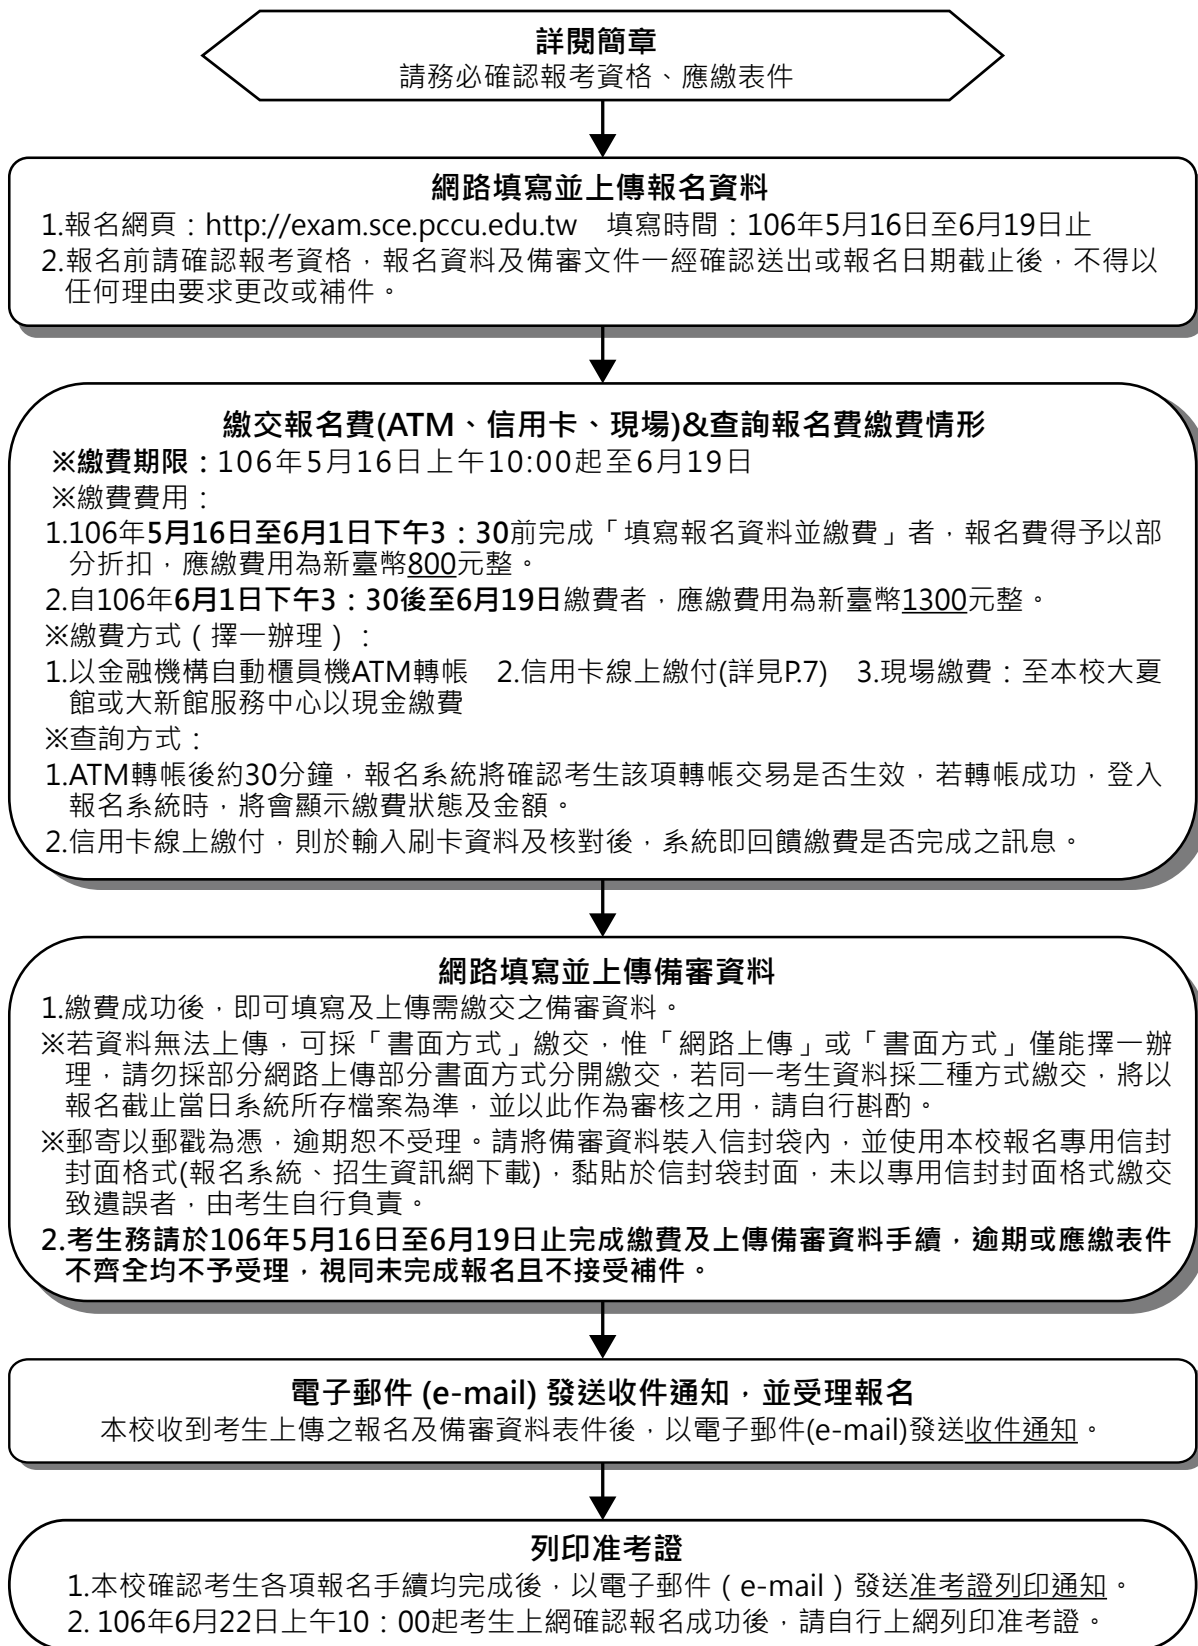 詳閱簡章
請務必確認報考資格、應繳表件
網路填寫並上傳報名資料
1.報名網頁：http://exam.sce.pccu.edu.tw　填寫時間：106年5月16日至6月19日止
2.報名前請確認報考資格，報名資料及備審文件一經確認送出或報名日期截止後，不得以
任何理由要求更改或補件。
繳交報名費(ATM、信用卡、現場)&查詢報名費繳費情形
※繳費期限：106年5月16日上午10:00起至6月19日
※繳費費用：
1.106年5月16日至6月1日下午3：30前完成「填寫報名資料並繳費」者，報名費得予以部
分折扣，應繳費用為新臺幣800元整。
2.自106年6月1日下午3：30後至6月19日繳費者，應繳費用為新臺幣1300元整。
※繳費方式（擇一辦理）：
1.以金融機構自動櫃員機ATM轉帳　2.信用卡線上繳付(詳見P.7)　3.現場繳費：至本校大夏
館或大新館服務中心以現金繳費
※查詢方式：
1.ATM轉帳後約30分鐘，報名系統將確認考生該項轉帳交易是否生效，若轉帳成功，登入
報名系統時，將會顯示繳費狀態及金額。
2.信用卡線上繳付，則於輸入刷卡資料及核對後，系統即回饋繳費是否完成之訊息。
網路填寫並上傳備審資料
1.繳費成功後，即可填寫及上傳需繳交之備審資料。
※若資料無法上傳，可採「書面方式」繳交，惟「網路上傳」或「書面方式」僅能擇一辦
理，請勿採部分網路上傳部分書面方式分開繳交，若同一考生資料採二種方式繳交，將以
報名截止當日系統所存檔案為準，並以此作為審核之用，請自行斟酌。
※郵寄以郵戳為憑，逾期恕不受理。請將備審資料裝入信封袋內，並使用本校報名專用信封
封面格式(報名系統、招生資訊網下載)，黏貼於信封袋封面，未以專用信封封面格式繳交
致遺誤者，由考生自行負責。
2.考生務請於106年5月16日至6月19日止完成繳費及上傳備審資料手續，逾期或應繳表件
不齊全均不予受理，視同未完成報名且不接受補件。
電子郵件 (e-mail) 發送收件通知，並受理報名
本校收到考生上傳之報名及備審資料表件後，以電子郵件(e-mail)發送收件通知。
列印准考證
1.本校確認考生各項報名手續均完成後，以電子郵件（e-mail）發送准考證列印通知。
2. 106年6月22日上午10：00起考生上網確認報名成功後，請自行上網列印准考證。